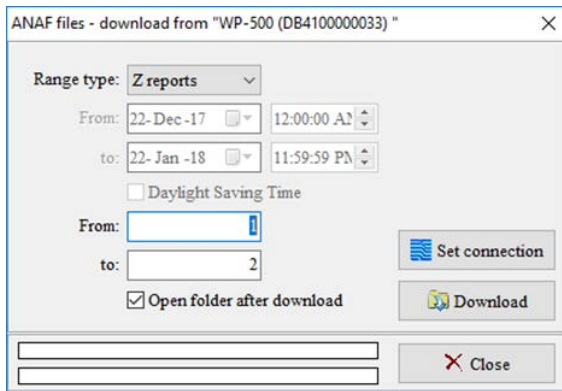 ANAF files - download from "WP-500 (DB4100000033) "
Range type: Z reports
From: 22- Dec -17 12:00:00 AM
to: 22- Jan -18 11:59:59 PM
Daylight Saving Time
From: 1
to: 2
Set connection
Open folder after download
Download
Close